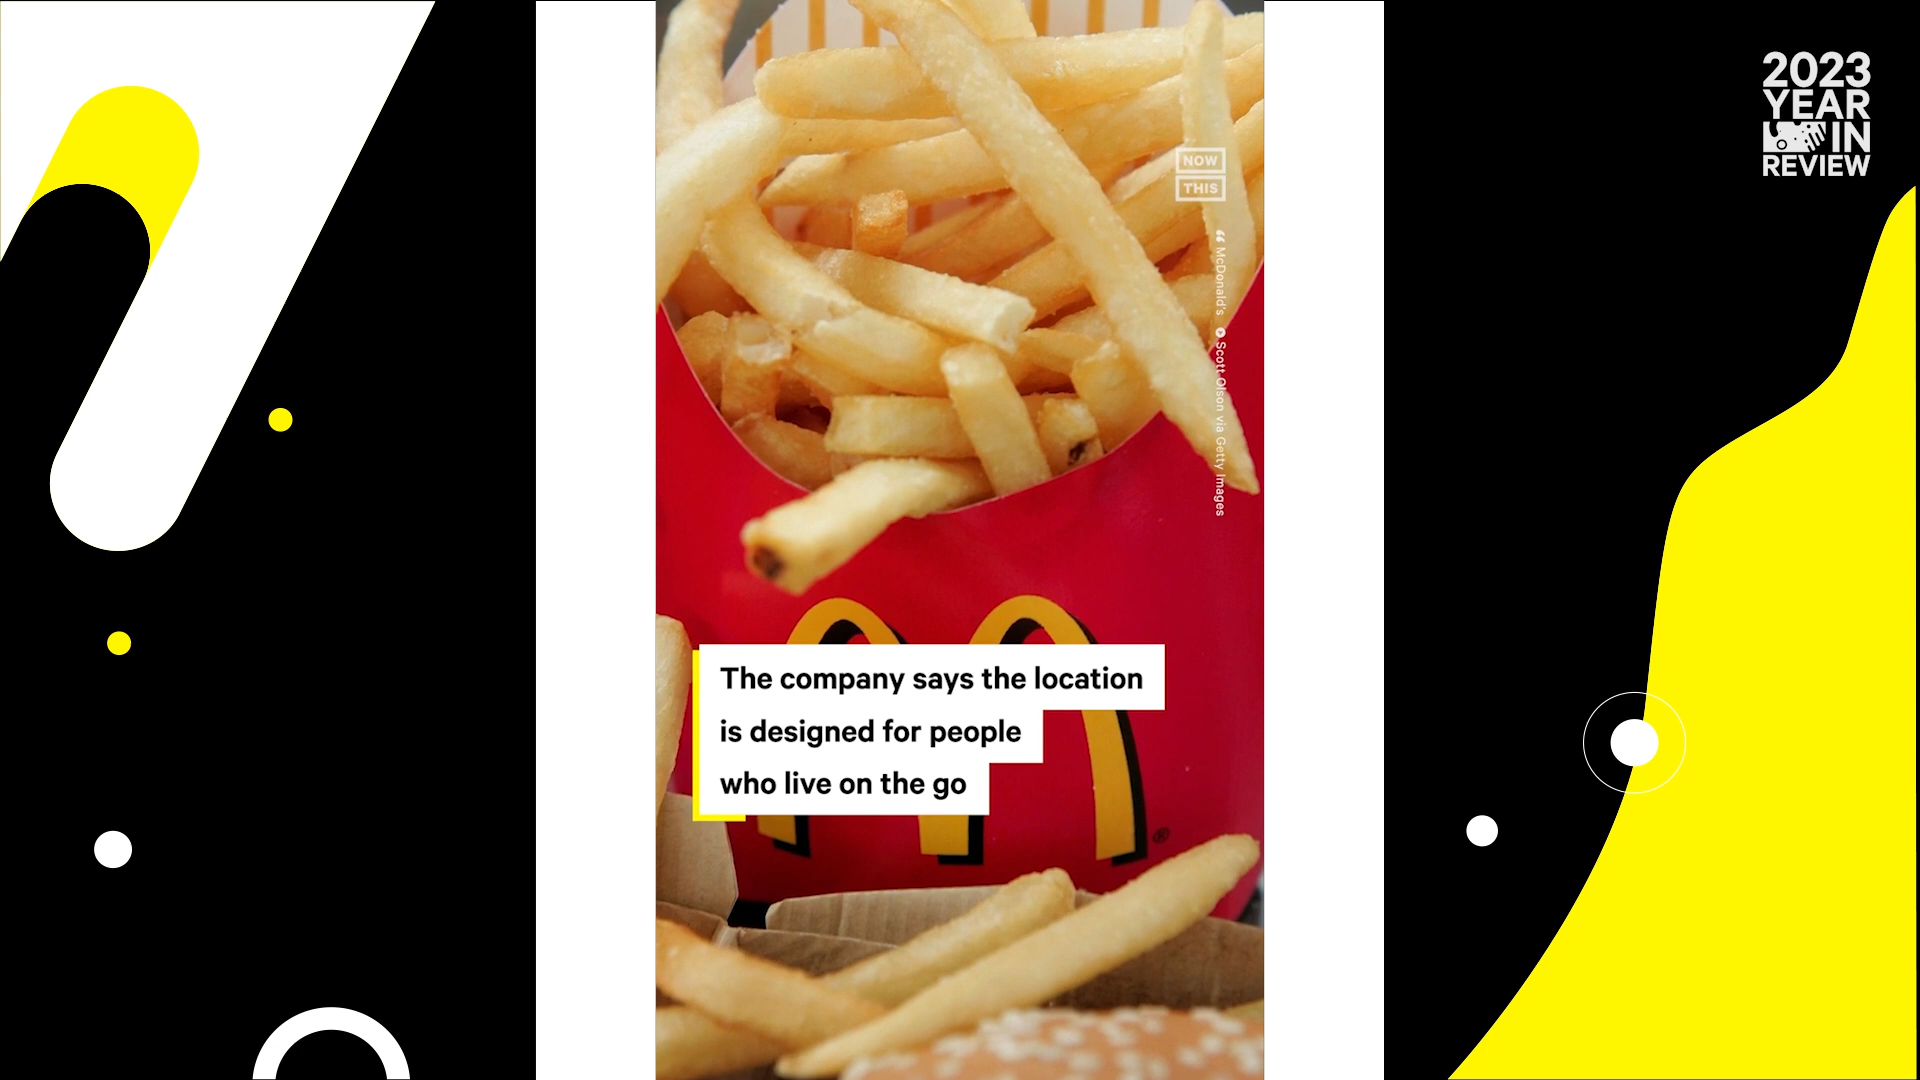 2023
YEAR
IN
REVIEW
NOW
THIS
“ McDonald's Scott Olson via Getty Images
The company says the location
is designed for people
who live on the go
®